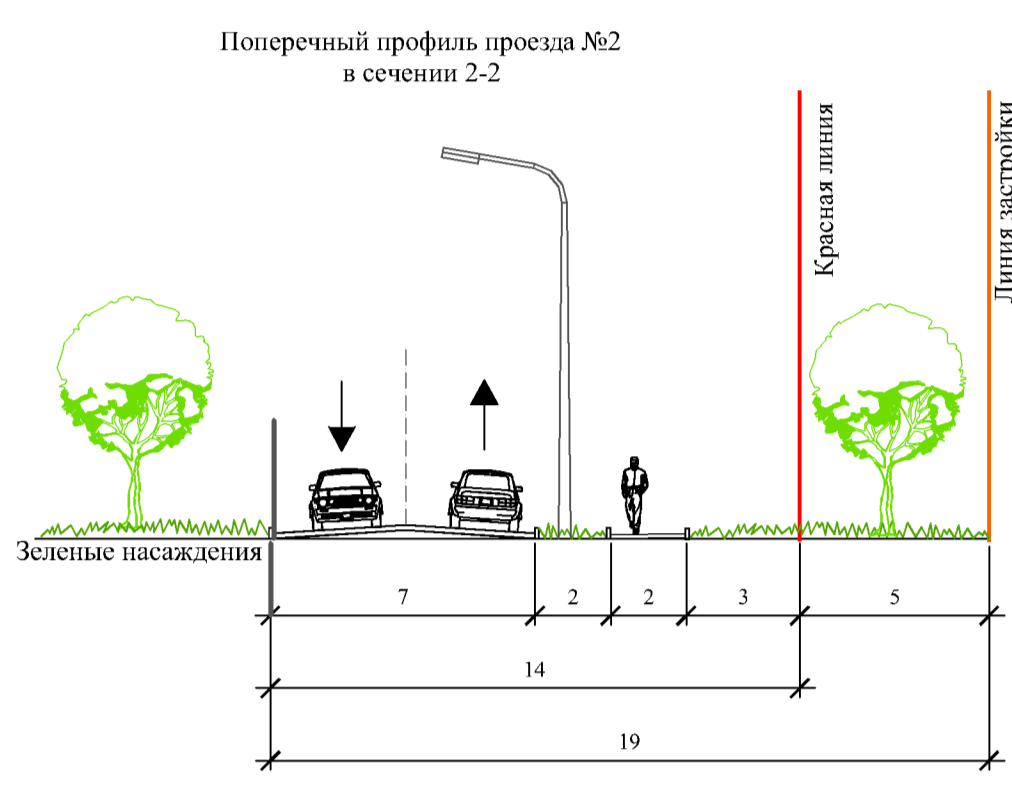 Поперечный профиль проезда №2
в сечении 2-2
Красная линия
Линия застройки
Зеленые насаждения
7
2
2
3
5
14
19